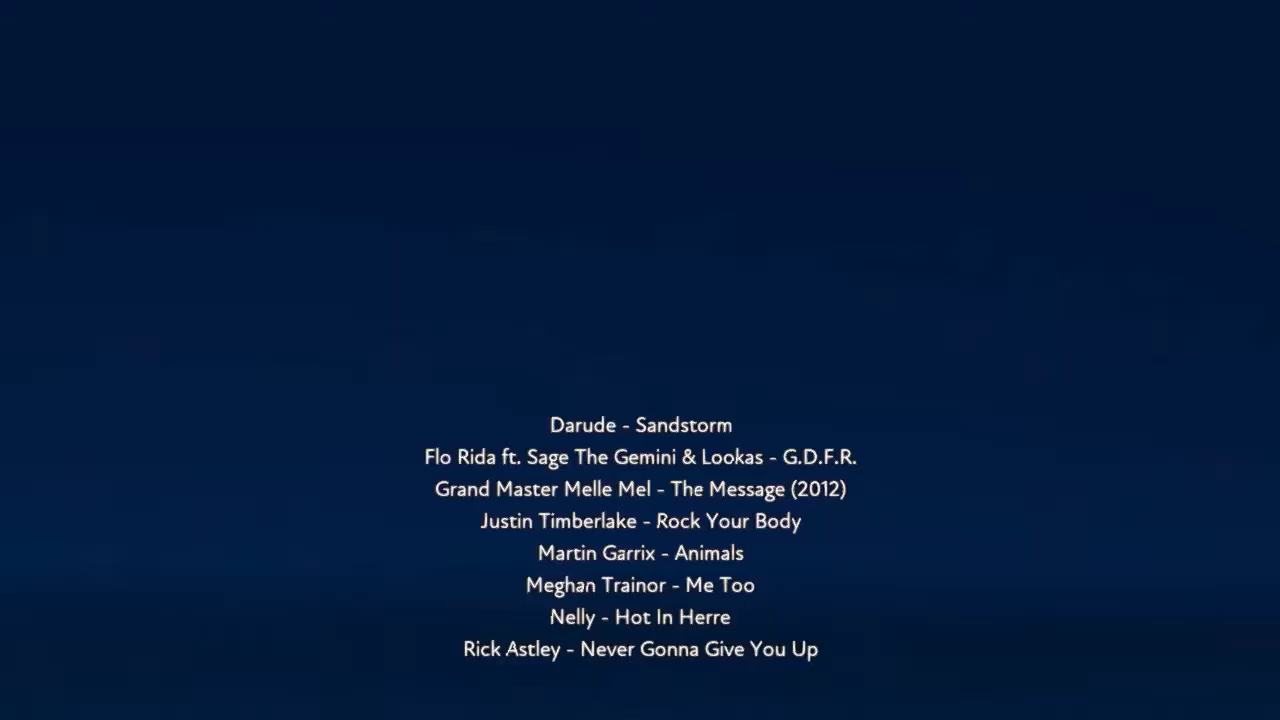 Darude - Sandstorm
Flo Rida ft. Sage The Gemini & Lookas - G.D.F.R.
Grand Master Melle Mel - The Message (2012)
Justin Timberlake - Rock Your Body
Martin Garrix - Animals
Meghan Trainor - Me Too
Nelly - Hot In Herre
Rick Astley - Never Gonna Give You Up